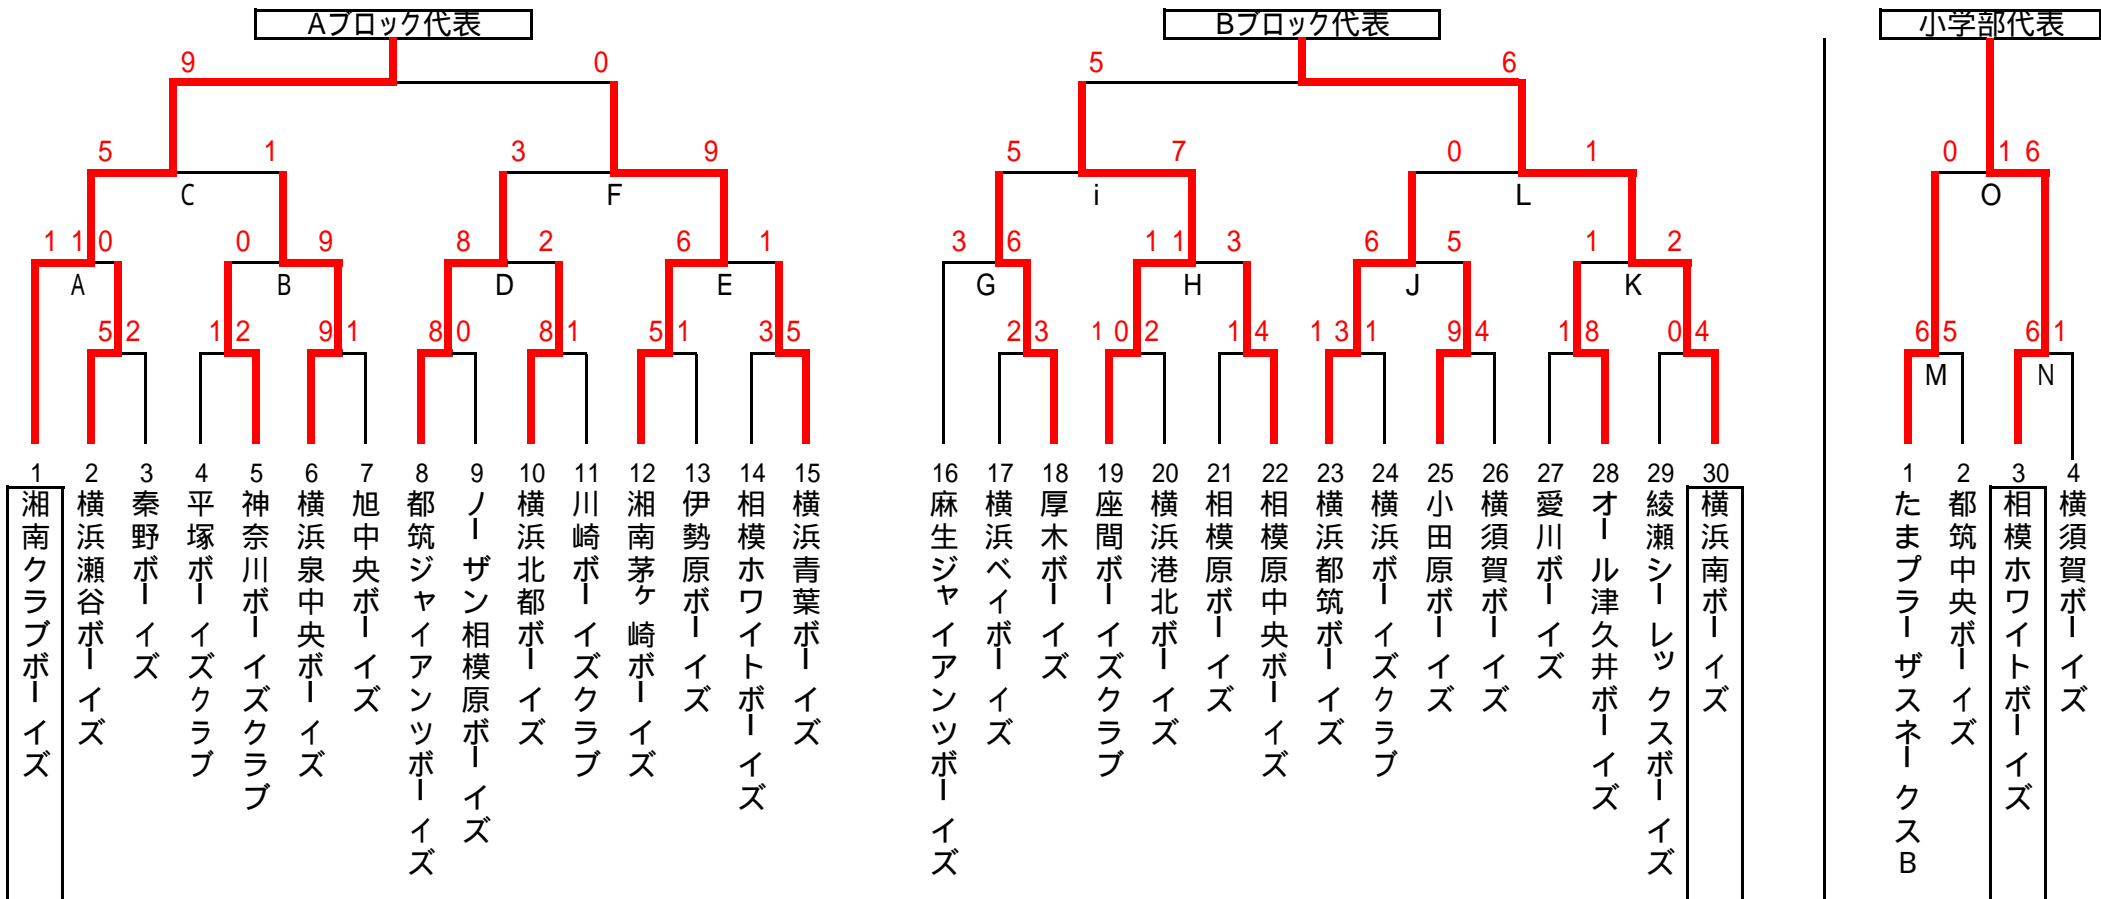 Aブロック代表 Bブロック代表 小学部代表
9 0 5 6
5 1 3 9 5 7 0 1 0 1 6
C F i L O
1 1 0 0 9 8 2 6 1 3 6 1 1 3 6 5 1 2
A B D E G H J K
5 2 1 2 9 1 8 0 8 1 5 1 3 5 2 3 1 0 2 1 4 1 3 1 9 4 1 8 0 4 6 5 6 1
M N
1 2 3 4 5 6 7 8 9 10 11 12 13 14 15 16 17 18 19 20 21 22 23 24 25 26 27 28 29 30 1 2 3 4
湘南クラブボーイズ
横浜瀬谷ボーイズ
秦野ボーイズ
平塚ボーイズクラブ
神奈川ボーイズクラブ
横浜泉中央ボーイズ
旭中央ボーイズ
都筑ジャイアンツボーイズ
ノーザン相模原ボーイズ
横浜北都ボーイズ
川崎ボーイズクラブ
湘南茅ヶ崎ボーイズ
伊勢原ボーイズ
相模ホワイトボーイズ
横浜青葉ボーイズ
麻生ジャイアンツボーイズ
横浜ベイボーイズ
厚木ボーイズ
座間ボーイズクラブ
横浜港北ボーイズ
相模原ボーイズ
相模原中央ボーイズ
横浜都筑ボーイズ
横浜ボーイズクラブ
小田原ボーイズ
横須賀ボーイズ
愛川ボーイズ
オール津久井ボーイズ
綾瀬シーレックスボーイズ
横浜南ボーイズ
たまプラーザスネークスB
都筑中央ボーイズ
相模ホワイトボーイズ
横須賀ボーイズ